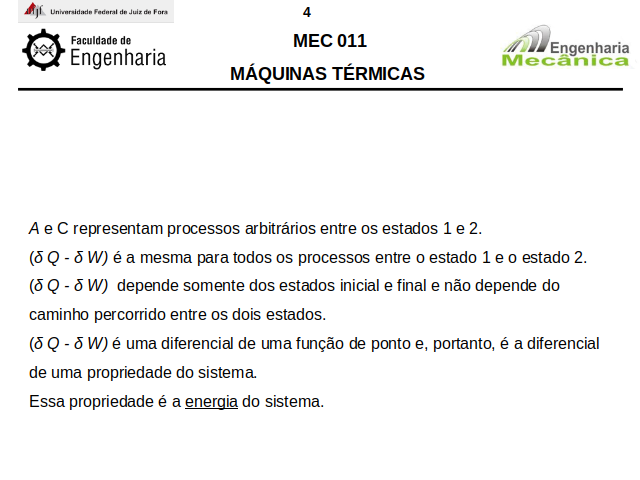 ufjf Universidade Federal de Juiz de Fora
4
Faculdade de
Engenharia
MEC 011
MÁQUINAS TÉRMICAS
Engenharia
Mecânica
A e C representam processos arbitrários entre os estados 1 e 2.
(δ Q - δ W) é a mesma para todos os processos entre o estado 1 e o estado 2.
(δ Q - δ W) depende somente dos estados inicial e final e não depende do
caminho percorrido entre os dois estados.
(δ Q - δ W) é uma diferencial de uma função de ponto e, portanto, é a diferencial
de uma propriedade do sistema.
Essa propriedade é a energia do sistema.